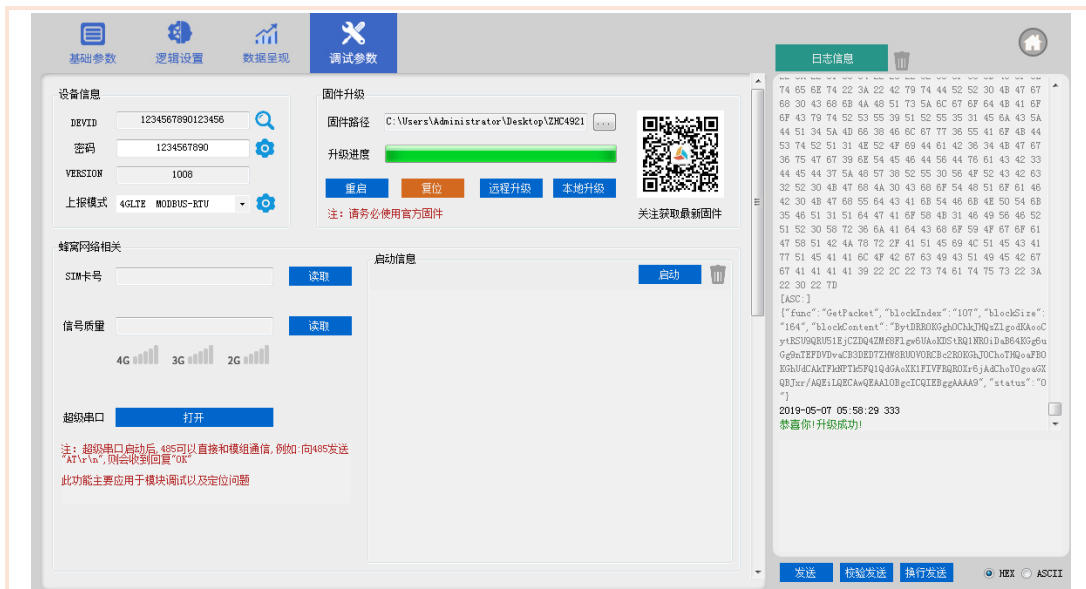 基础参数
逻辑设置
数据呈现
调试参数
日志信息
设备信息
DEVID
1234567890123456
密码
1234567890
VERSION
1008
上报模式
4GLTE MODBUS-RTU
固件升级
固件路径
C:\Users\Administrator\Desktop\ZHC4921
...
升级进度
重启
复位
远程升级
本地升级
注：请务必使用官方固件
关注获取最新固件
蜂窝网络相关
SIM卡号
读取
信号质量
读取
4G
3G
2G
超级串口
打开
注：超级串口启动后,485可以直接和模组通信,例如:向485发送
"AT\r\n",则会收到回复"OK"
此功能主要应用于模块调试以及定位问题
启动信息
启动
74 65 6E 74 22 3A 22 42 79 74 44 52 52 30 4B 47 67
68 30 43 68 6B 4A 48 51 73 5A 6C 67 6F 64 4B 41 6F
6F 43 79 74 52 53 55 39 51 52 55 35 31 45 6A 43 5A
44 51 34 5A 4D 66 38 46 6C 67 77 36 55 41 6F 4B 44
53 74 52 51 31 4E 52 4F 69 44 61 42 36 34 4B 47 67
36 75 47 67 39 6E 54 45 46 44 56 44 76 61 43 42 33
44 45 44 37 5A 48 57 38 52 55 30 56 4F 52 43 42 63
32 52 30 4B 47 68 4A 30 43 68 6F 54 48 51 6F 61 46
42 30 4B 47 68 55 64 43 41 6B 54 46 6B 4E 50 54 6B
35 46 51 31 51 64 47 41 6F 58 4B 31 46 49 56 46 52
51 52 30 58 72 36 6A 41 64 43 68 6F 59 4F 67 6F 61
47 58 51 42 4A 78 72 2F 41 51 45 69 4C 51 45 43 41
77 51 45 41 41 6C 4F 42 67 63 49 43 51 49 45 42 67
67 41 41 41 41 39 22 2C 22 73 74 61 74 75 73 22 3A
22 30 22 7D
[ASC:]
{"func":"GetPacket","blockIndex":"107","blockSize":
"164","blockContent":"BytDRR0KGgh0ChkJHQsZlgodKAooC
ytRSU9QRU51EjCZDQ4ZMf8Flgw6UAoKDStRQ1NROiDaB64KGg6u
Gg9nTEFDVDvaCB3DED7ZHW8RU0VORCBc2R0KGhJ0ChoTHQoaFB0
KGhUdCAkTFkNPTk5FQ1QdGAoXK1FIVFRQR0Xr6jAdChoYOgoaGX
QBJxr/AQEiLQECAwQEAAlOBgcICQIEBggAAAA9","status":"0
"}
2019-05-07 05:58:29 333
恭喜你!升级成功!
发送
校验发送
换行发送
HEX
ASCII